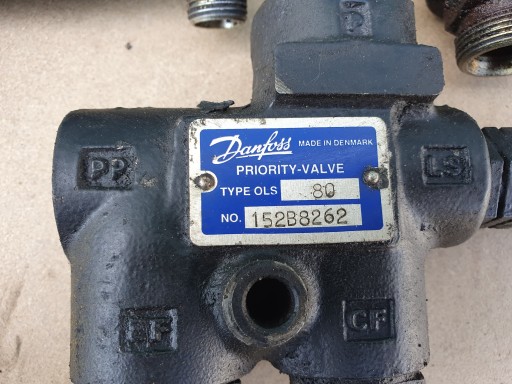 PP
LS
Danfoss MADE IN DENMARK
PRIORITY-VALVE
TYPE OLS 80
NO. 152B8262
EF
CF